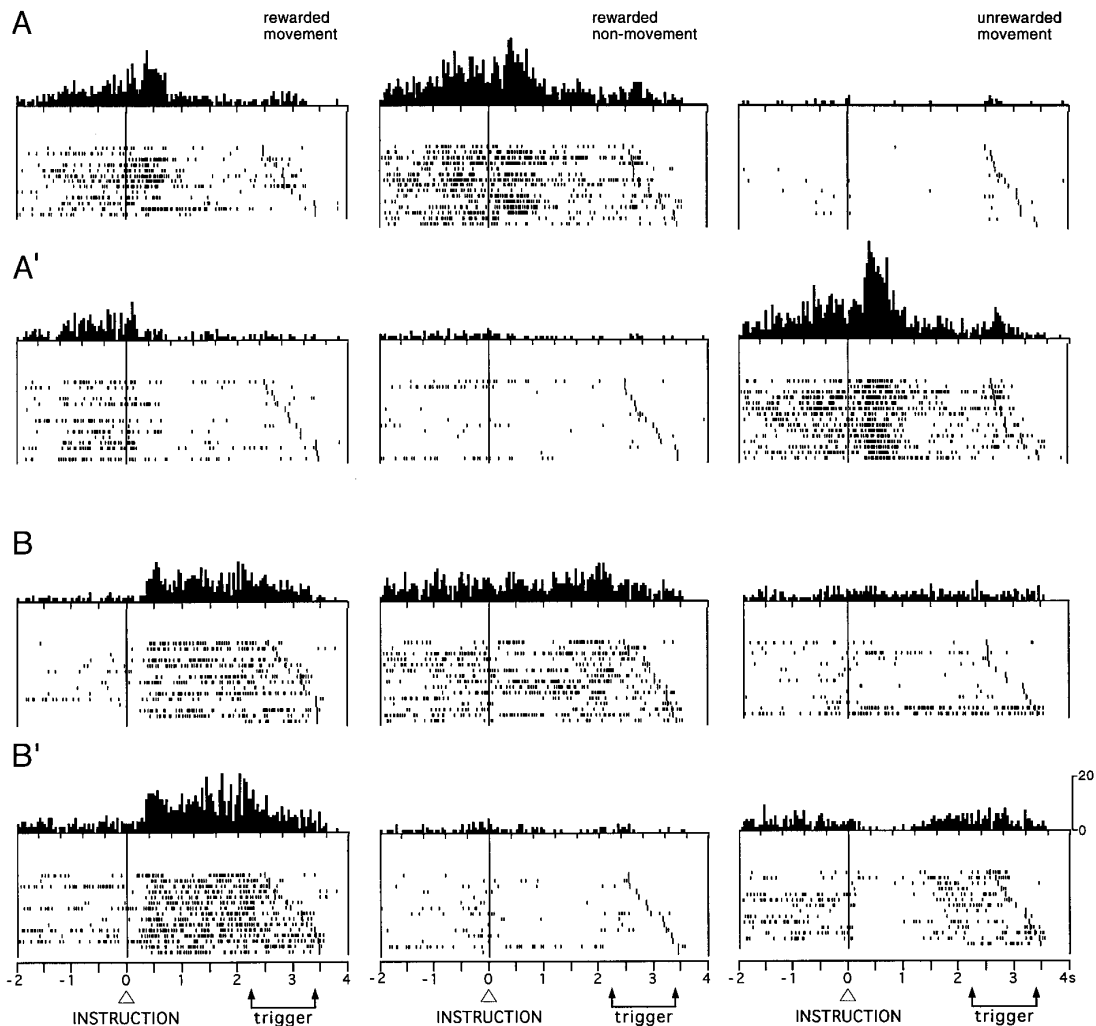 A
rewarded movement
rewarded non-movement
unrewarded movement
A'
B
B'
20
0
-2 -1 0 1 2 3 4
-2 -1 0 1 2 3 4
-2 -1 0 1 2 3 4s
INSTRUCTION trigger
INSTRUCTION trigger
INSTRUCTION trigger